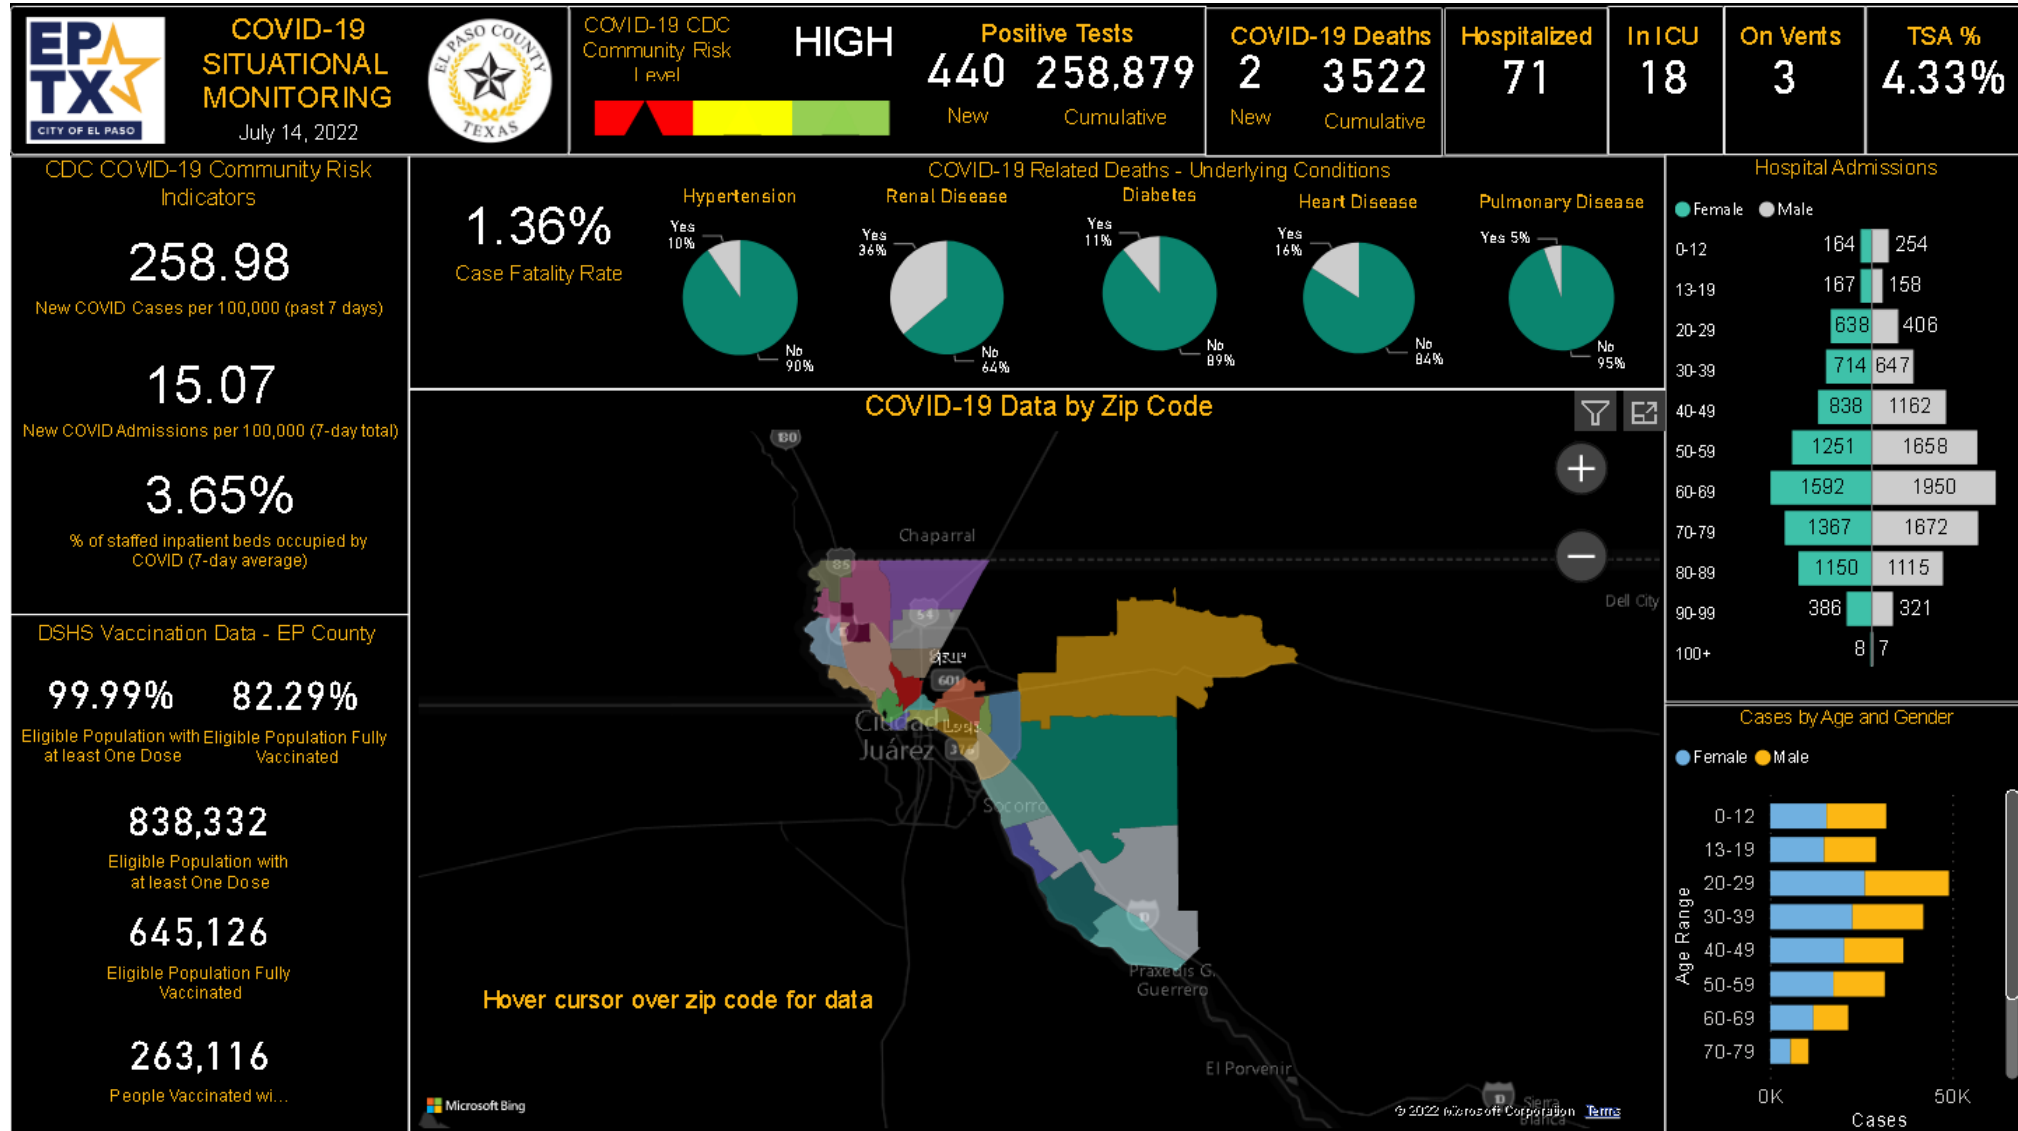 EP
TX
CITY OF EL PASO
COVID-19
SITUATIONAL
MONITORING
July 14, 2022
EL PASO COUNTY
TEXAS
COVID-19 CDC
Community Risk
Level
HIGH
Positive Tests
440 258,879
New Cumulative
COVID-19 Deaths
2 3522
New Cumulative
Hospitalized
71
In ICU
18
On Vents
3
TSA %
4.33%
CDC COVID-19 Community Risk
Indicators
258.98
New COVID Cases per 100,000 (past 7 days)
15.07
New COVID Admissions per 100,000 (7-day total)
3.65%
% of staffed inpatient beds occupied by
COVID (7-day average)
DSHS Vaccination Data - EP County
99.99% 82.29%
Eligible Population with
at least One Dose
Eligible Population Fully
Vaccinated
838,332
Eligible Population with
at least One Dose
645,126
Eligible Population Fully
Vaccinated
263,116
People Vaccinated wi...
COVID-19 Related Deaths - Underlying Conditions
1.36%
Case Fatality Rate
Hypertension
Yes
10%
No
90%
Renal Disease
Yes
36%
No
64%
Diabetes
Yes
11%
No
89%
Heart Disease
Yes
16%
No
84%
Pulmonary Disease
Yes 5%
No
95%
COVID-19 Data by Zip Code
180
Chaparral
85
54
Dell City
601
Ciudad
Juárez
375
Socorro
10
Praxedis G.
Guerrero
El Porvenir
10
Sierra
Blanca
Hover cursor over zip code for data
Microsoft Bing
© 2022 Microsoft Corporation Terms
Hospital Admissions
Female Male
0-12 164 254
13-19 167 158
20-29 638 406
30-39 714 647
40-49 838 1162
50-59 1251 1658
60-69 1592 1950
70-79 1367 1672
80-89 1150 1115
90-99 386 321
100+ 8 7
Cases by Age and Gender
Female Male
Age Range
0-12
13-19
20-29
30-39
40-49
50-59
60-69
70-79
0K 50K
Cases